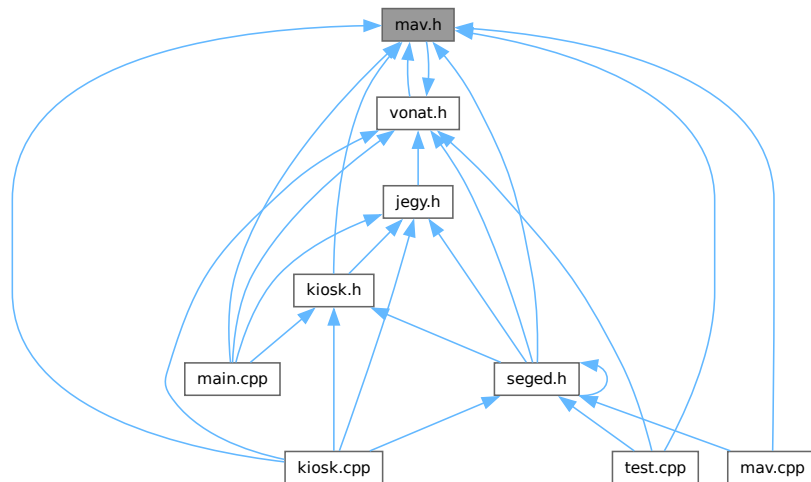 mav.h
vonat.h
jegy.h
kiosk.h
main.cpp
seged.h
kiosk.cpp
test.cpp
mav.cpp